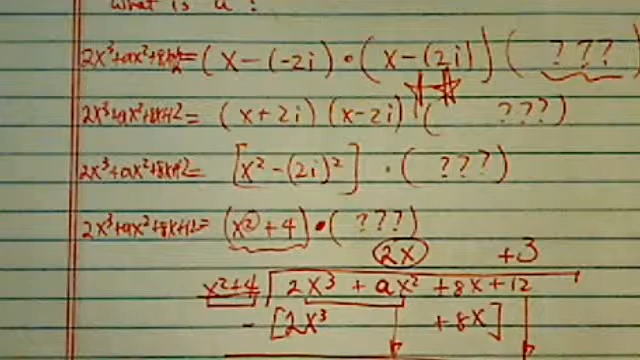 What is a ?
2x³+ax²+8x+12= (x-(-2i)•(x-(2i)) (???)
2x³+ax²+8x+12= (x+2i)(x-2i)(???)
2x³+ax²+8x+12= [x²-(2i)²]·(???)
2x³+ax²+8x+12= (x²+4)•(???)
2x +3
x²+4 2x³+ax²+8x+12
-[2x³ +8x]